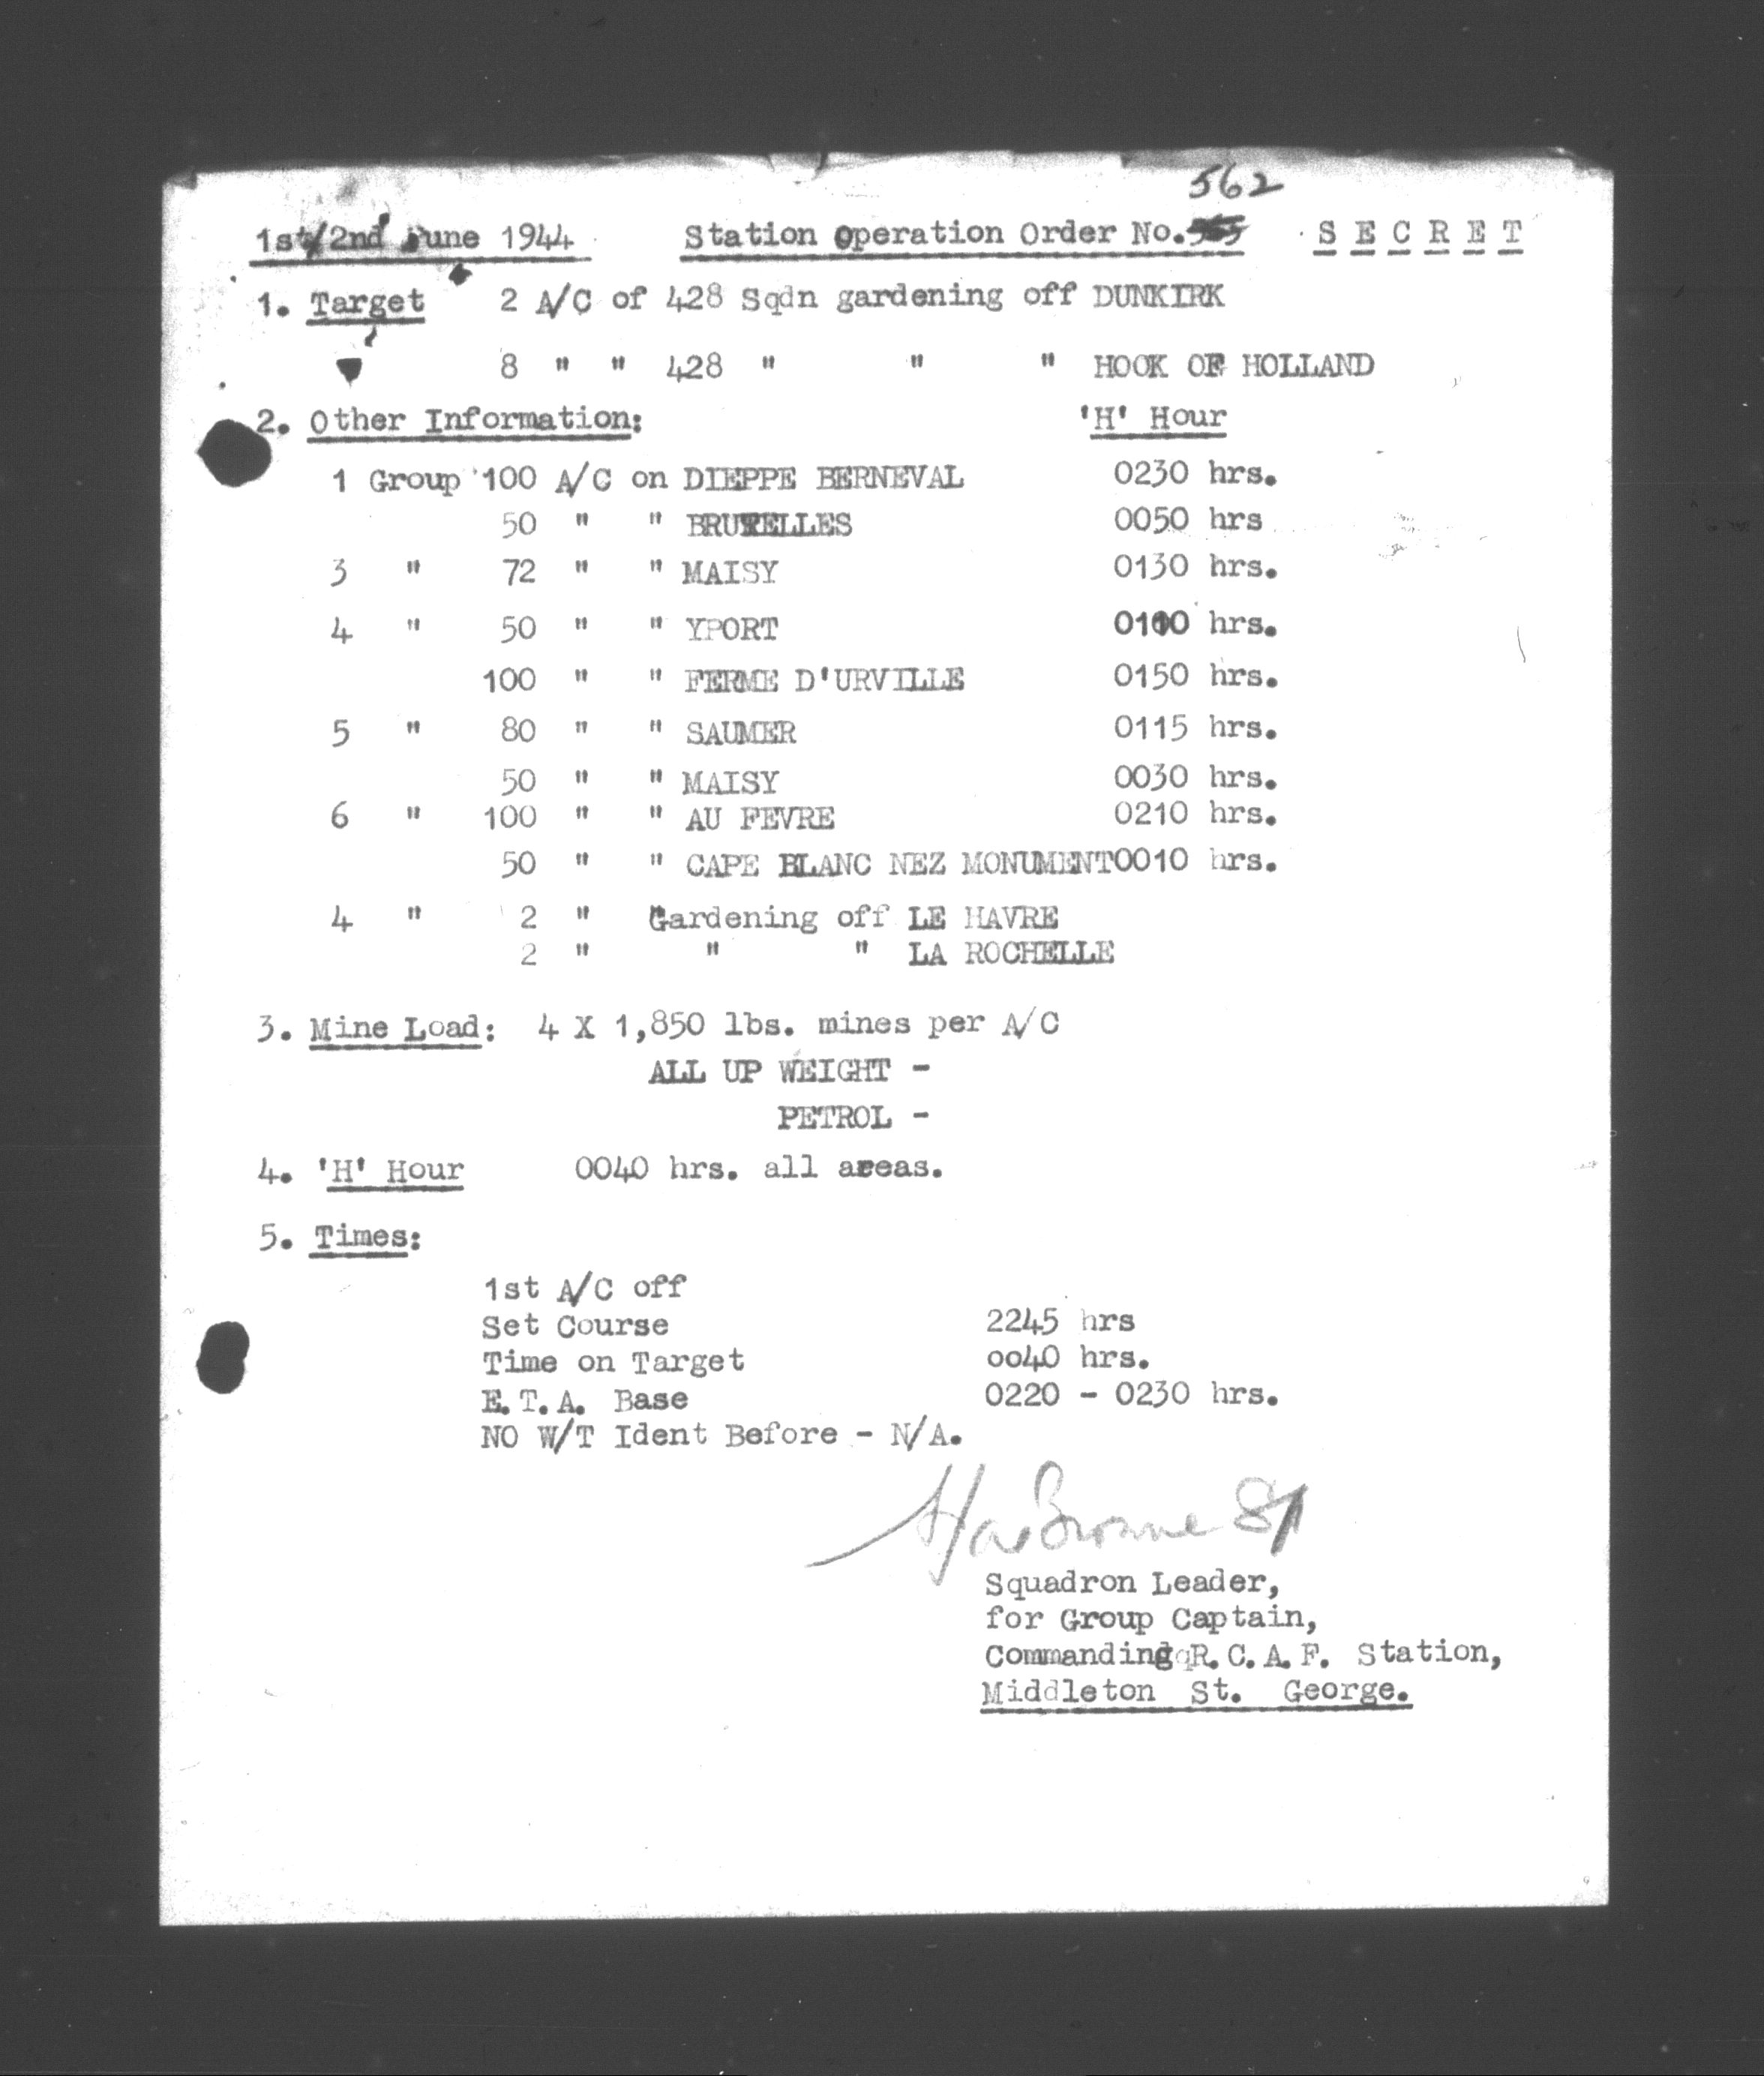 562
1st/2nd June 1944 Station Operation Order No. S E C R E T
1. Target 2 A/C of 428 Sqdn gardening off DUNKIRK
8 " " 428 " " " HOOK OF HOLLAND
2. Other Information: 'H' Hour
1 Group 100 A/C on DIEPPE BERNEVAL 0230 hrs.
50 " " BRUXELLES 0050 hrs
3 " 72 " " MAISY 0130 hrs.
4 " 50 " " YPORT 0110 hrs.
100 " " FERME D'URVILLE 0150 hrs.
5 " 80 " " SAUMER 0115 hrs.
50 " " MAISY 0030 hrs.
6 " 100 " " AU FEVRE 0210 hrs.
50 " " CAPE BLANC NEZ MONUMENT0010 hrs.
4 " 2 " Gardening off LE HAVRE
2 " " " LA ROCHELLE
3. Mine Load: 4 X 1,850 lbs. mines per A/C
ALL UP WEIGHT -
PETROL -
4. 'H' Hour 0040 hrs. all areas.
5. Times:
1st A/C off
Set Course 2245 hrs
Time on Target oo40 hrs.
E.T.A. Base 0220 - 0230 hrs.
NO W/T Ident Before - N/A.
Squadron Leader,
for Group Captain,
Commanding R.C.A.F. Station,
Middleton St. George.